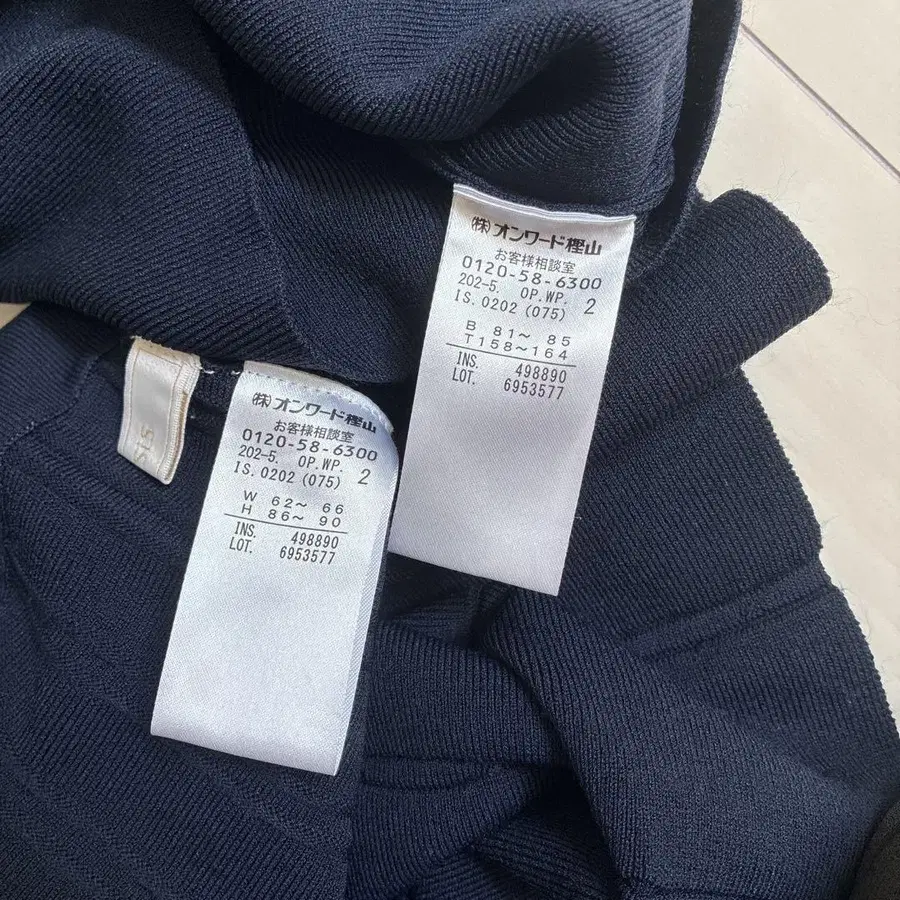 ㈱オンワード樫山
お客様相談室
0120-58-6300
202-5. OP.WP. 2
IS.0202(075)
B 81〜 85
T158〜164
INS. 498890
LOT. 6953577
㈱オンワード樫山
お客様相談室
0120-58-6300
202-5. OP.WP. 2
IS.0202(075)
W 62〜 66
H 86〜 90
INS. 498890
LOT. 6953577